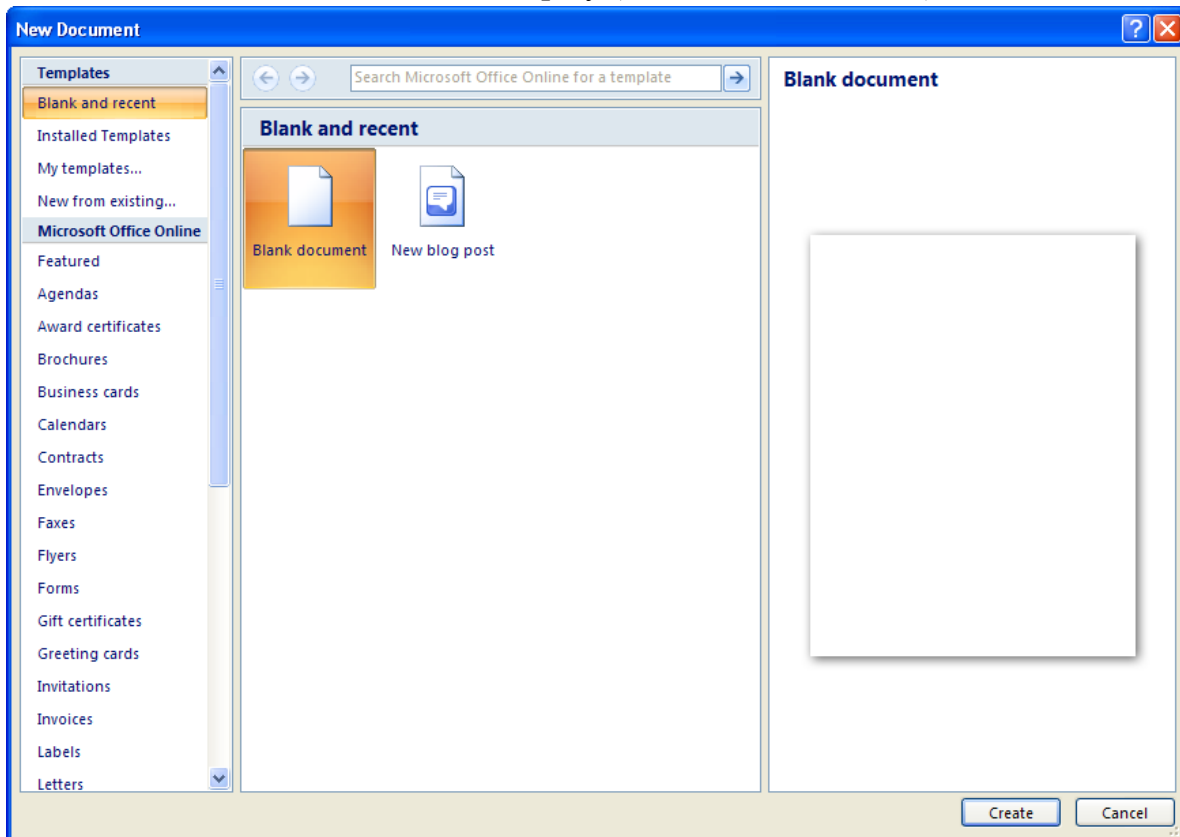 New Document
Templates
Blank and recent
Installed Templates
My templates...
New from existing...
Microsoft Office Online
Featured
Agendas
Award certificates
Brochures
Business cards
Calendars
Contracts
Envelopes
Faxes
Flyers
Forms
Gift certificates
Greeting cards
Invitations
Invoices
Labels
Letters
Search Microsoft Office Online for a template
Blank and recent
Blank document
New blog post
Blank document
Create
Cancel